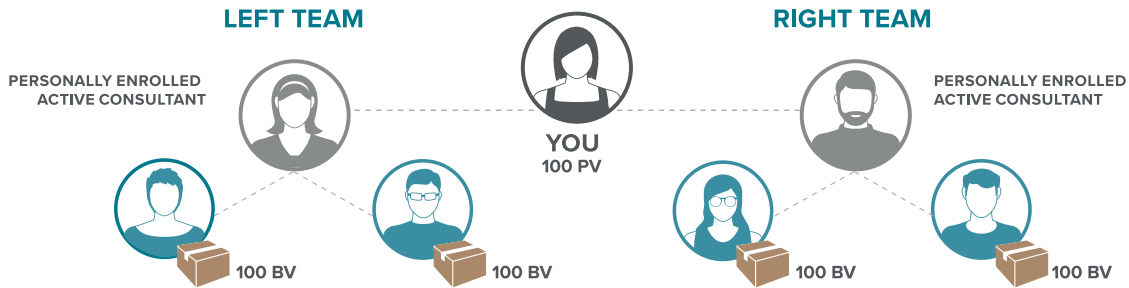 LEFT TEAM
RIGHT TEAM
PERSONALLY ENROLLED
ACTIVE CONSULTANT
PERSONALLY ENROLLED
ACTIVE CONSULTANT
YOU
100 PV
100 BV
100 BV
100 BV
100 BV